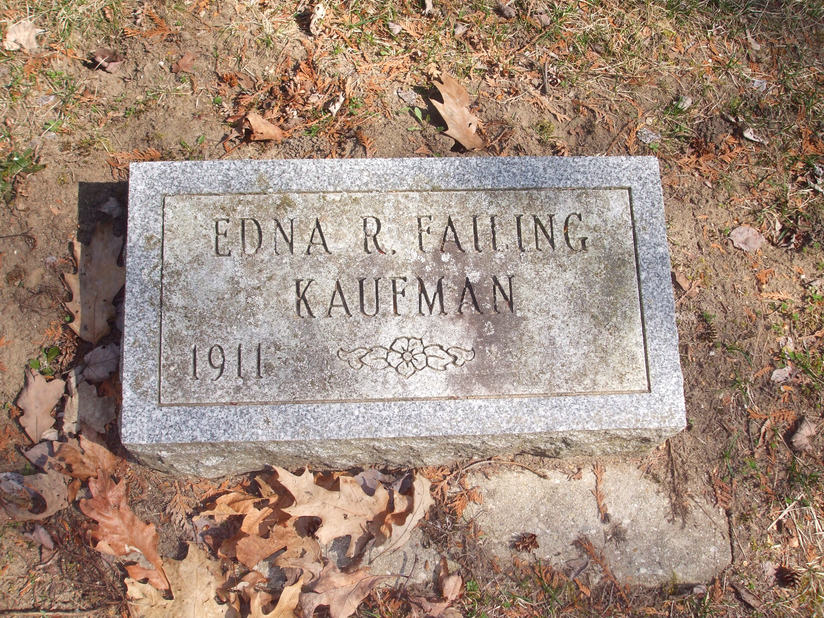 EDNA R. FAILING
KAUFMAN
1911